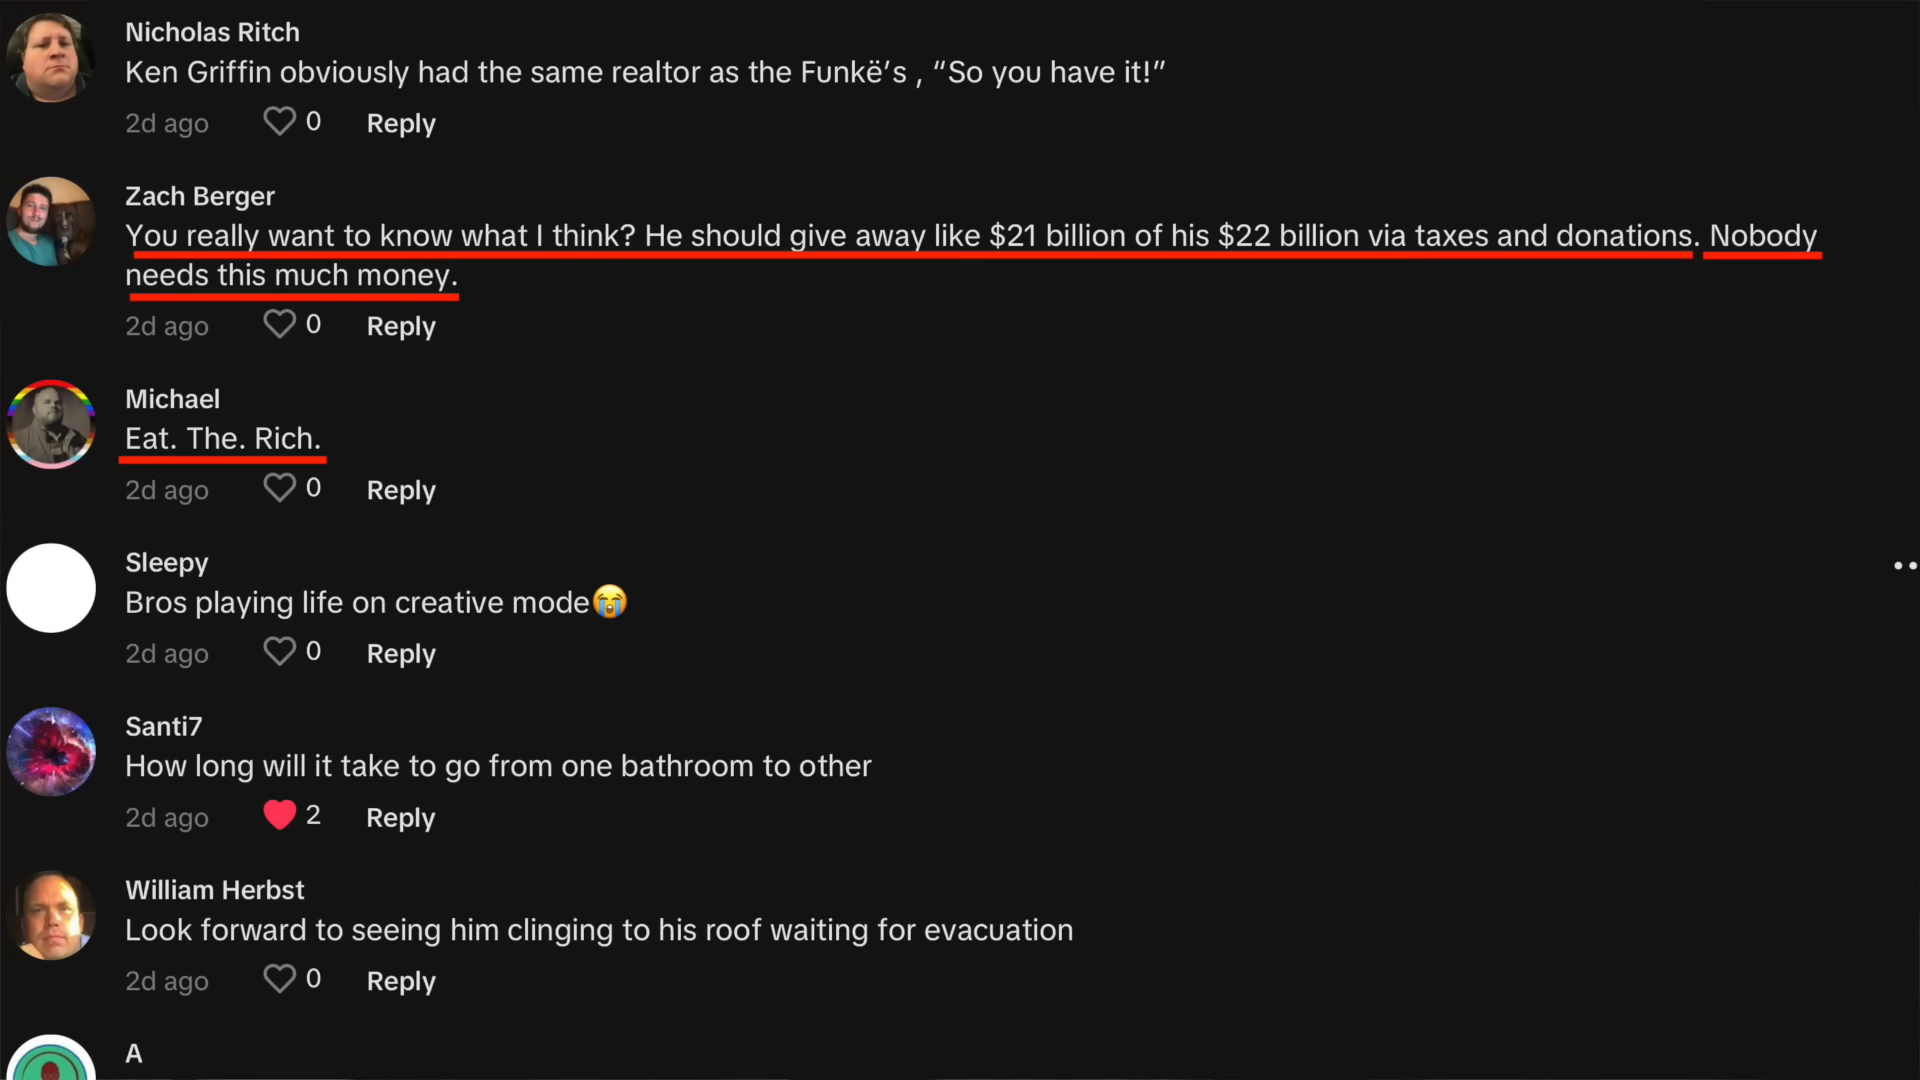 Nicholas Ritch
Ken Griffin obviously had the same realtor as the Funkë’s , “So you have it!”
2d ago 0 Reply
Zach Berger
You really want to know what I think? He should give away like $21 billion of his $22 billion via taxes and donations. Nobody
needs this much money.
2d ago 0 Reply
Michael
Eat. The. Rich.
2d ago 0 Reply
Sleepy
Bros playing life on creative mode😭
2d ago 0 Reply
Santi7
How long will it take to go from one bathroom to other
2d ago 2 Reply
William Herbst
Look forward to seeing him clinging to his roof waiting for evacuation
2d ago 0 Reply
A